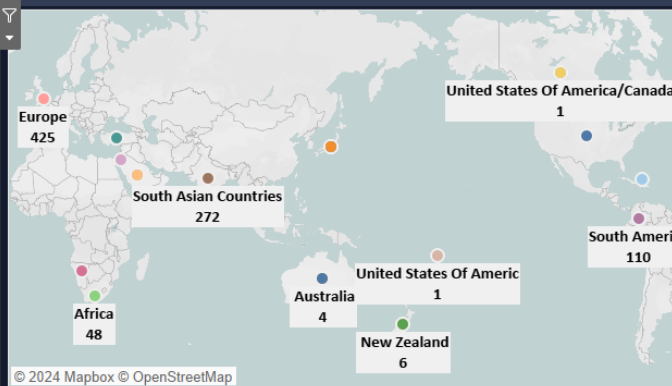 United States Of America/Canada
1
Europe
425
South Asian Countries
272
South Ameri
110
United States Of Americ
1
Australia
4
Africa
48
New Zealand
6
© 2024 Mapbox © OpenStreetMap